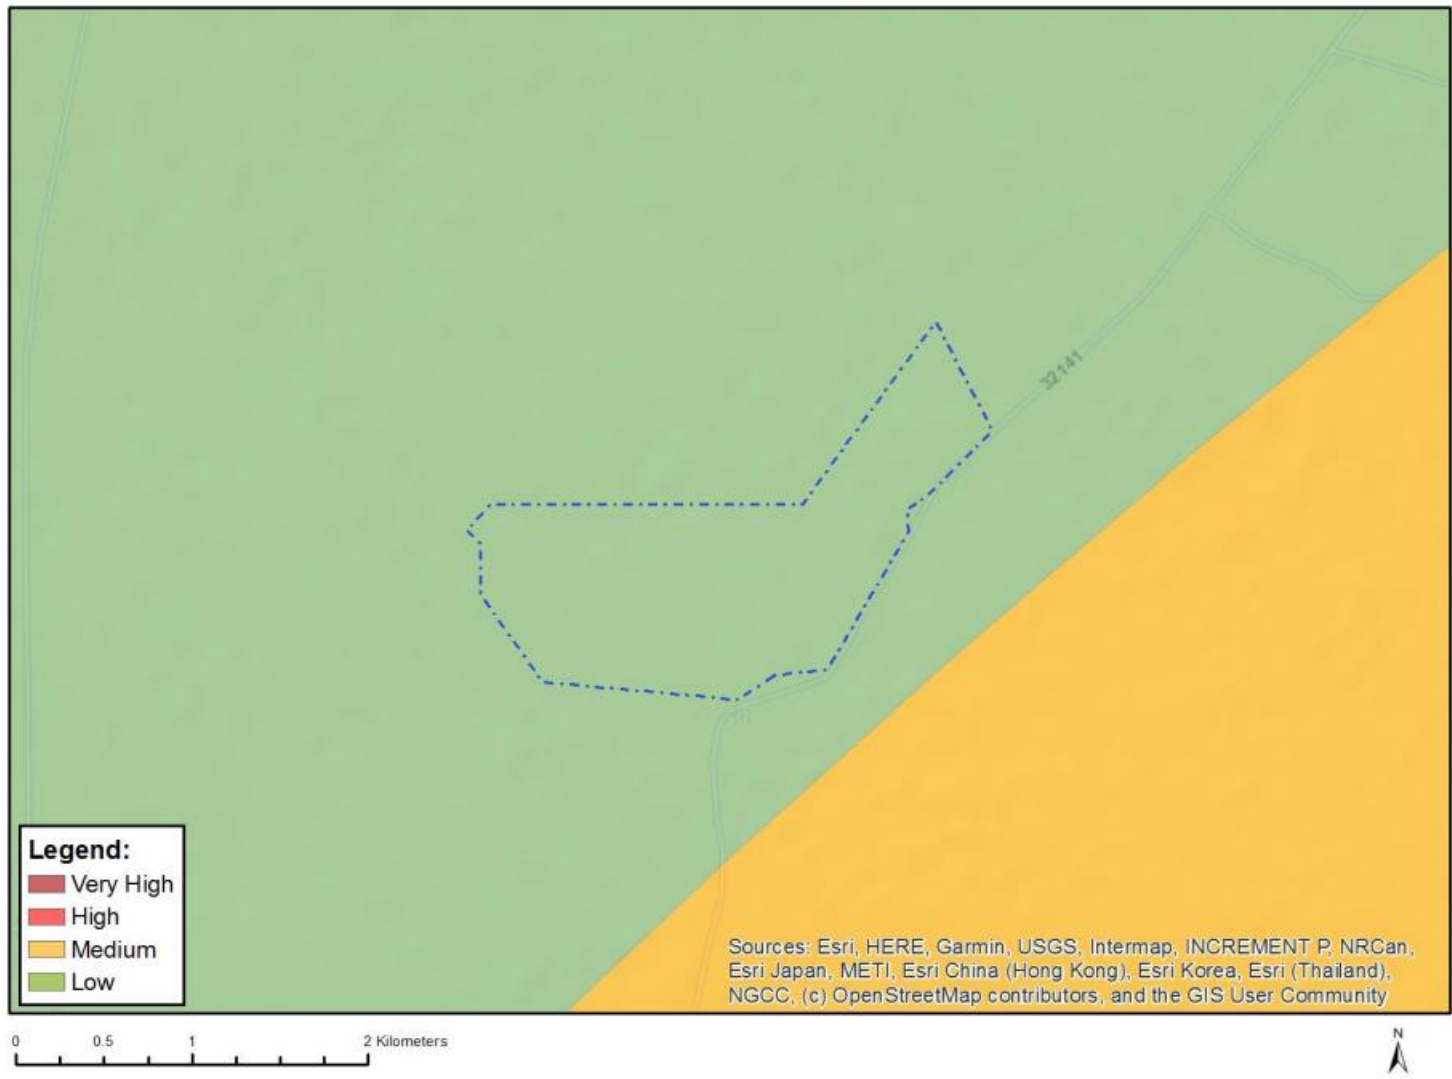 32141
Legend:
Very High
High
Medium
Low
Sources: Esri, HERE, Garmin, USGS, Intermap, INCREMENT P, NRCan,
Esri Japan, METI, Esri China (Hong Kong), Esri Korea, Esri (Thailand),
NGCC, (c) OpenStreetMap contributors, and the GIS User Community
0 0.5 1 2 Kilometers
N